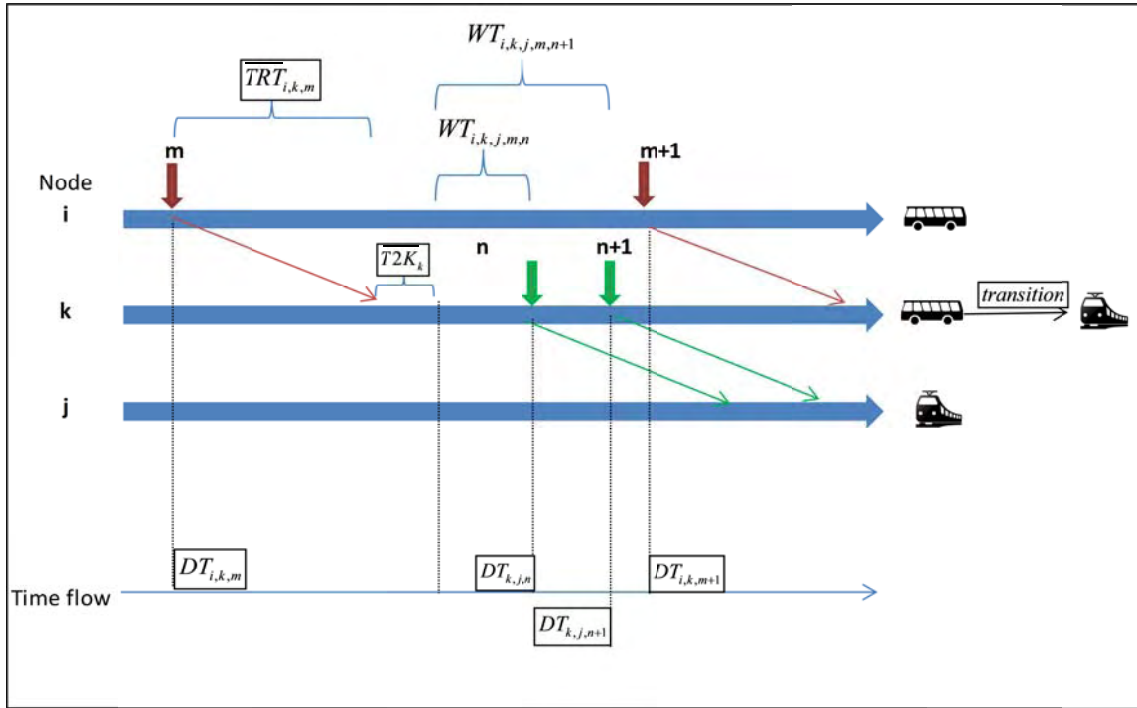 WT_{i,k,j,m,n+1}
\overline{TRT}_{i,k,m}
WT_{i,k,j,m,n}
m
m+1
Node
i
\overline{T2K}_k
n
n+1
k
transition
j
DT_{i,k,m}
DT_{k,j,n}
DT_{i,k,m+1}
Time flow
DT_{k,j,n+1}